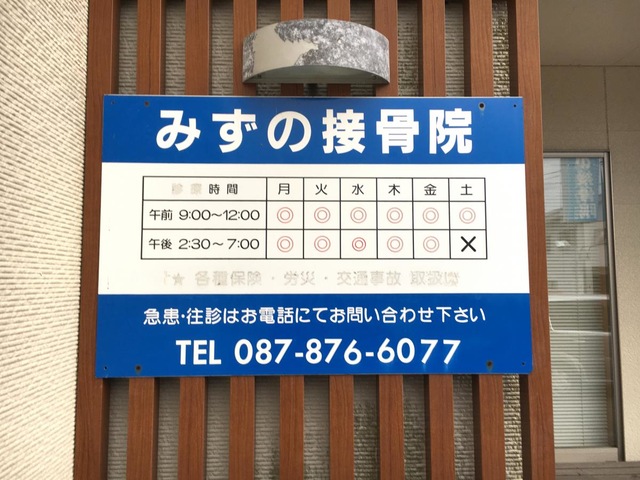 みずの接骨院
診療時間 月 火 水 木 金 土
午前 9:00～12:00 ◎ ◎ ◎ ◎ ◎ ◎
午後 2:30～7:00 ◎ ◎ ◎ ◎ ◎ ×
★ 各種保険・労災・交通事故 取扱
急患・往診はお電話にてお問い合わせ下さい
TEL 087-876-6077